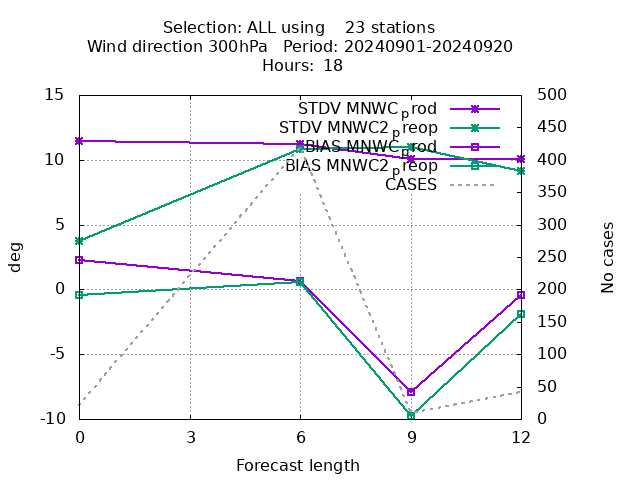 Selection: ALL using    23 stations
Wind direction 300hPa   Period: 20240901-20240920
Hours: 18
STDV MNWC_prod
STDV MNWC2_preop
BIAS MNWC_prod
BIAS MNWC2_preop
CASES
15
10
5
0
-5
-10
deg
500
450
400
350
300
250
200
150
100
50
0
No cases
0 3 6 9 12
Forecast length